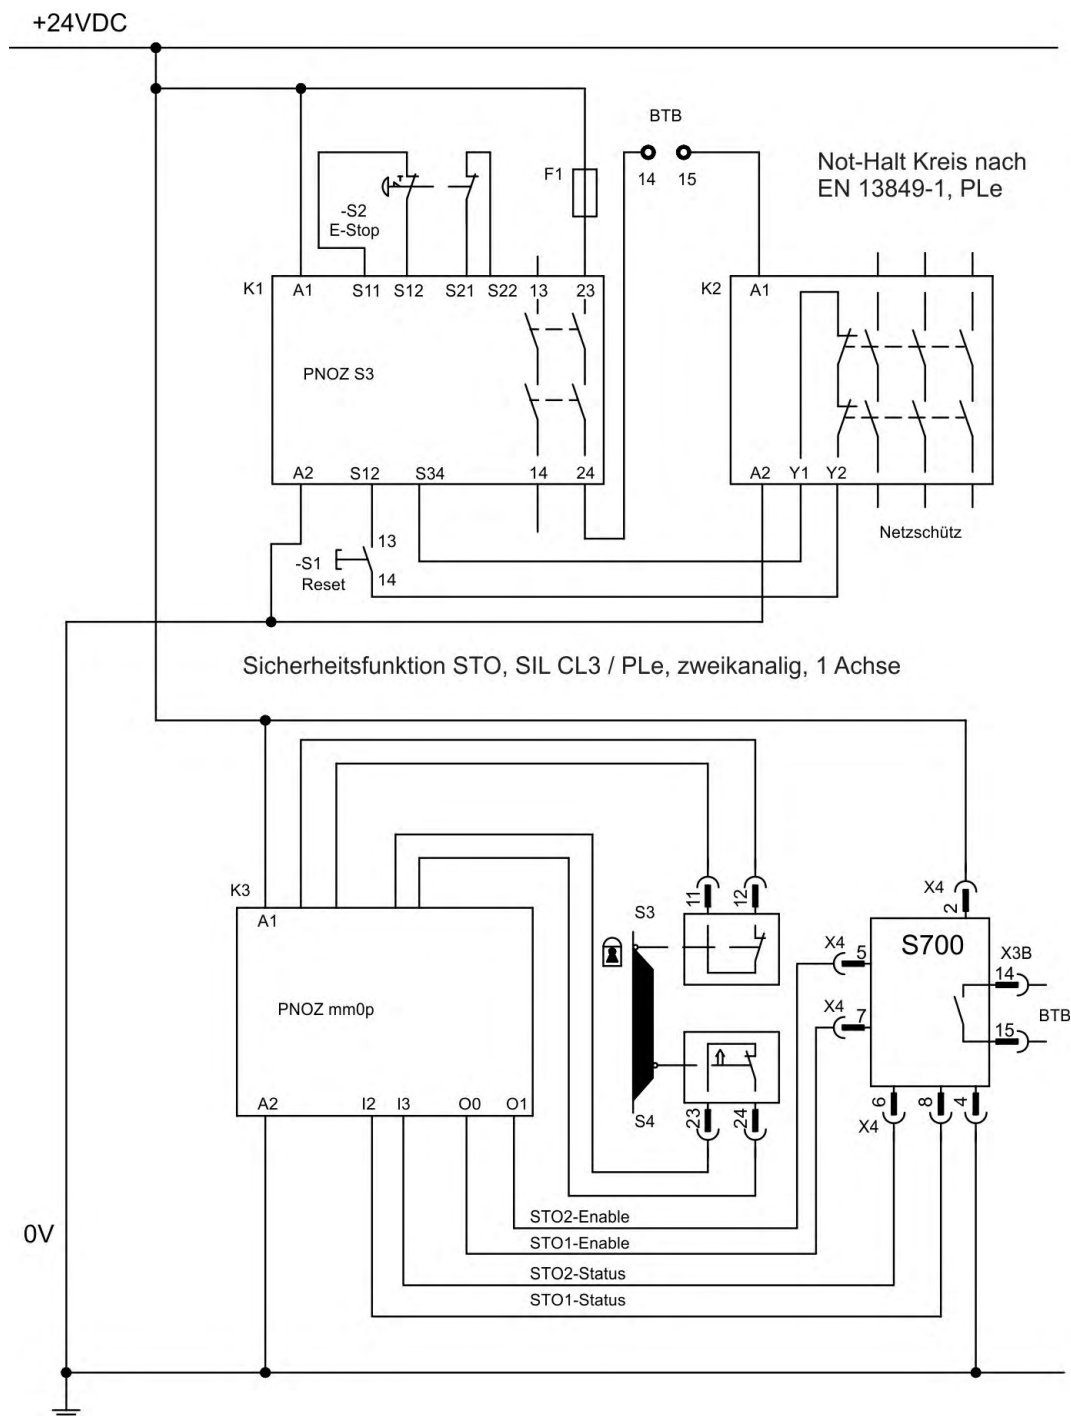 +24VDC
BTB
14 15
Not-Halt Kreis nach
EN 13849-1, PLe
F1
-S2
E-Stop
K1
A1 S11 S12 S21 S22 13 23
PNOZ S3
A2 S12 S34 14 24
K2
A1
A2 Y1 Y2
Netzschütz
13
-S1
Reset
14
Sicherheitsfunktion STO, SIL CL3 / PLe, zweikanalig, 1 Achse
K3
A1
PNOZ mm0p
A2 I2 I3 O0 O1
11 12
S3
S4
23 24
X4
2
S700
X4
5
X4
7
X3B
14
15
BTB
6 8 4
X4
STO2-Enable
STO1-Enable
STO2-Status
STO1-Status
0V